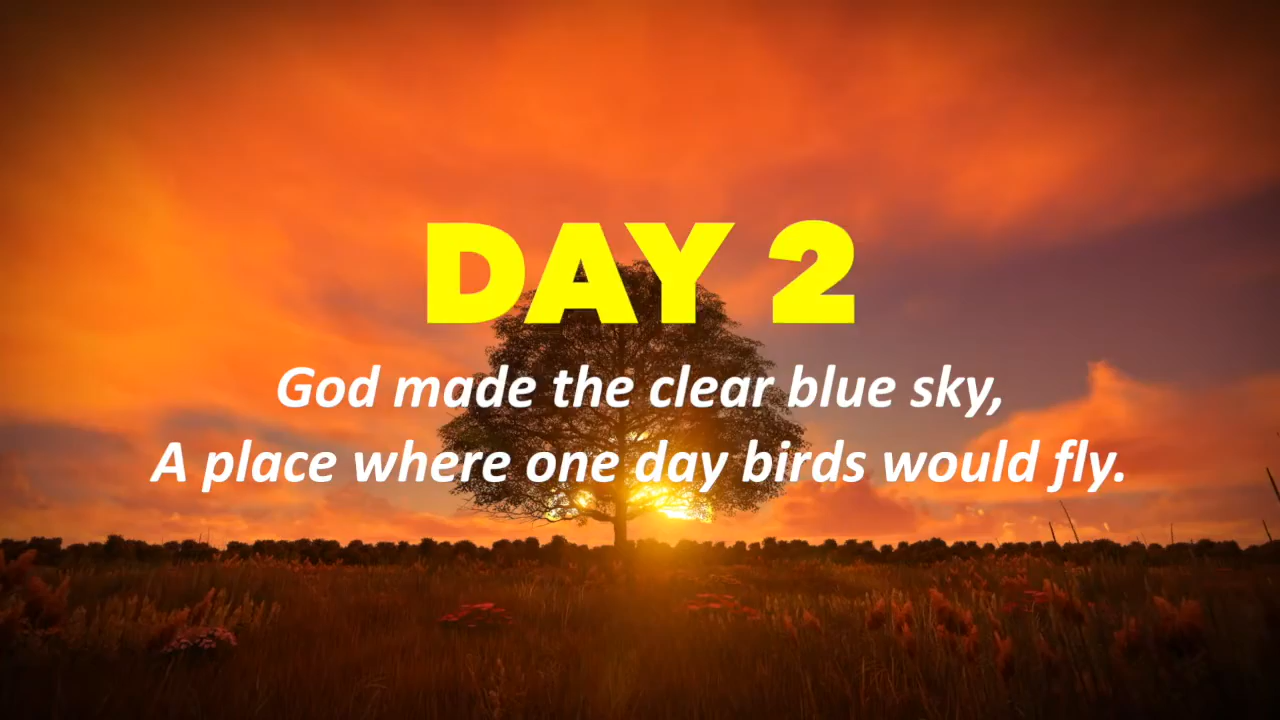 DAY 2
God made the clear blue sky,
A place where one day birds would fly.